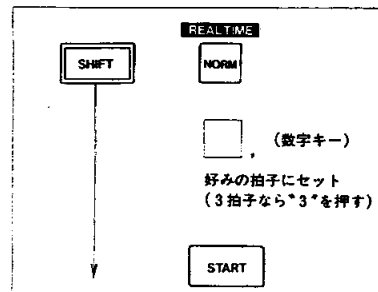 REALTIME
SHIFT
NORM
(数字キー)
好みの拍子にセット
(3拍子なら"3"を押す)
START